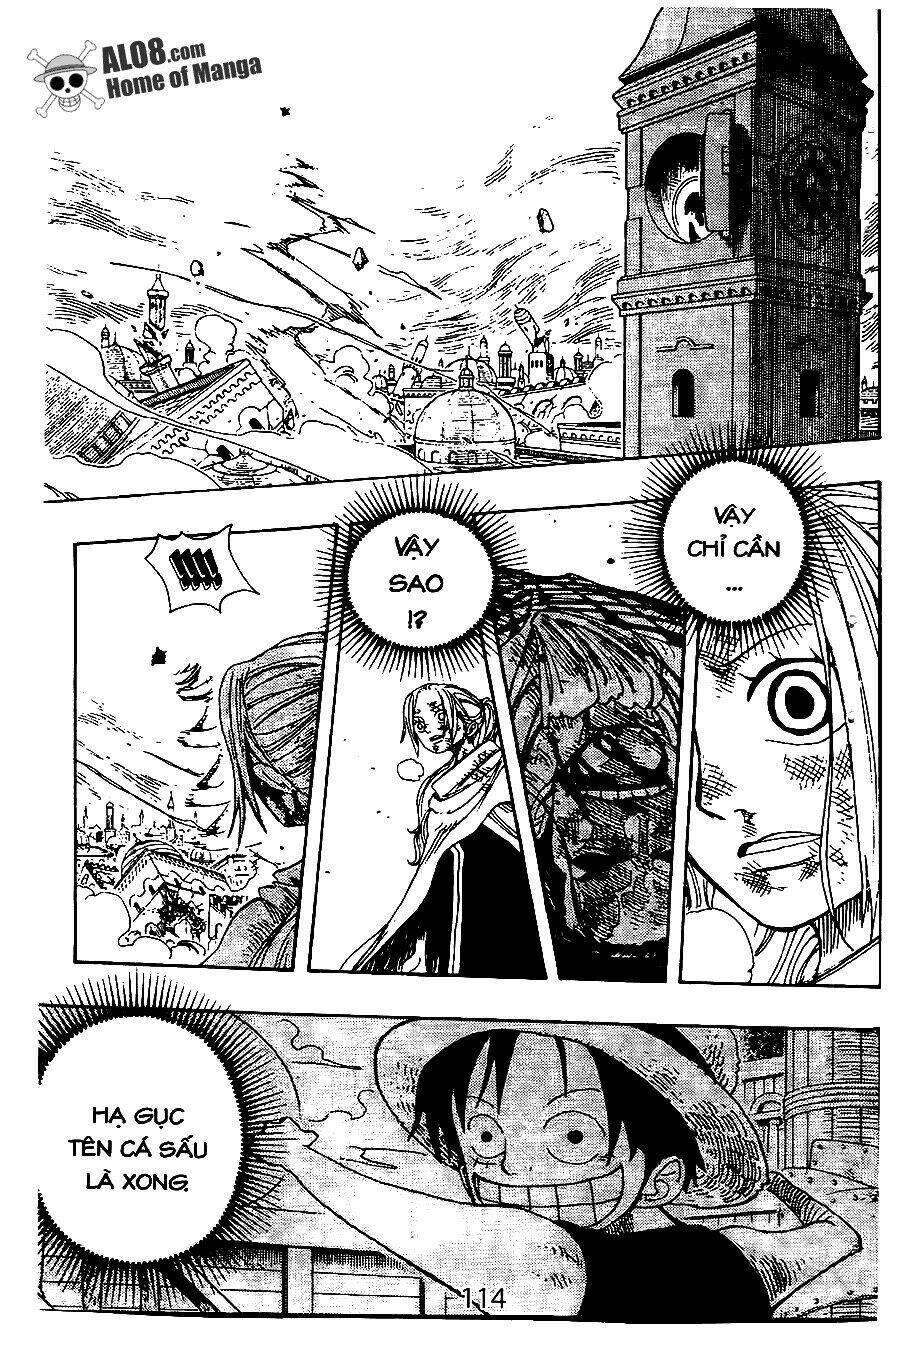 AL08.com
Home of Manga
VẬY
CHỈ CẦN
...
VẬY
SAO
!?
!!!!
HẠ GỤC
TÊN CÁ SẤU
LÀ XONG.
114